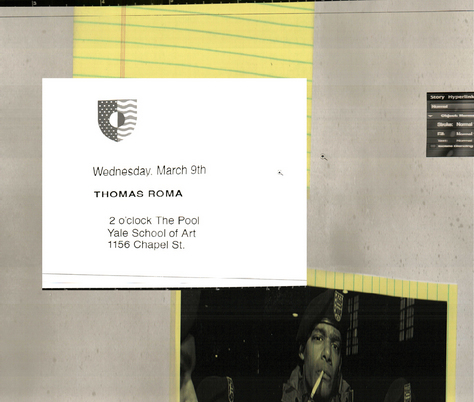 Wednesday. March 9th
THOMAS ROMA
2 o'clock The Pool
Yale School of Art
1156 Chapel St.
Story Hyperlink
Normal
Stroke: Normal
Fill: Normal